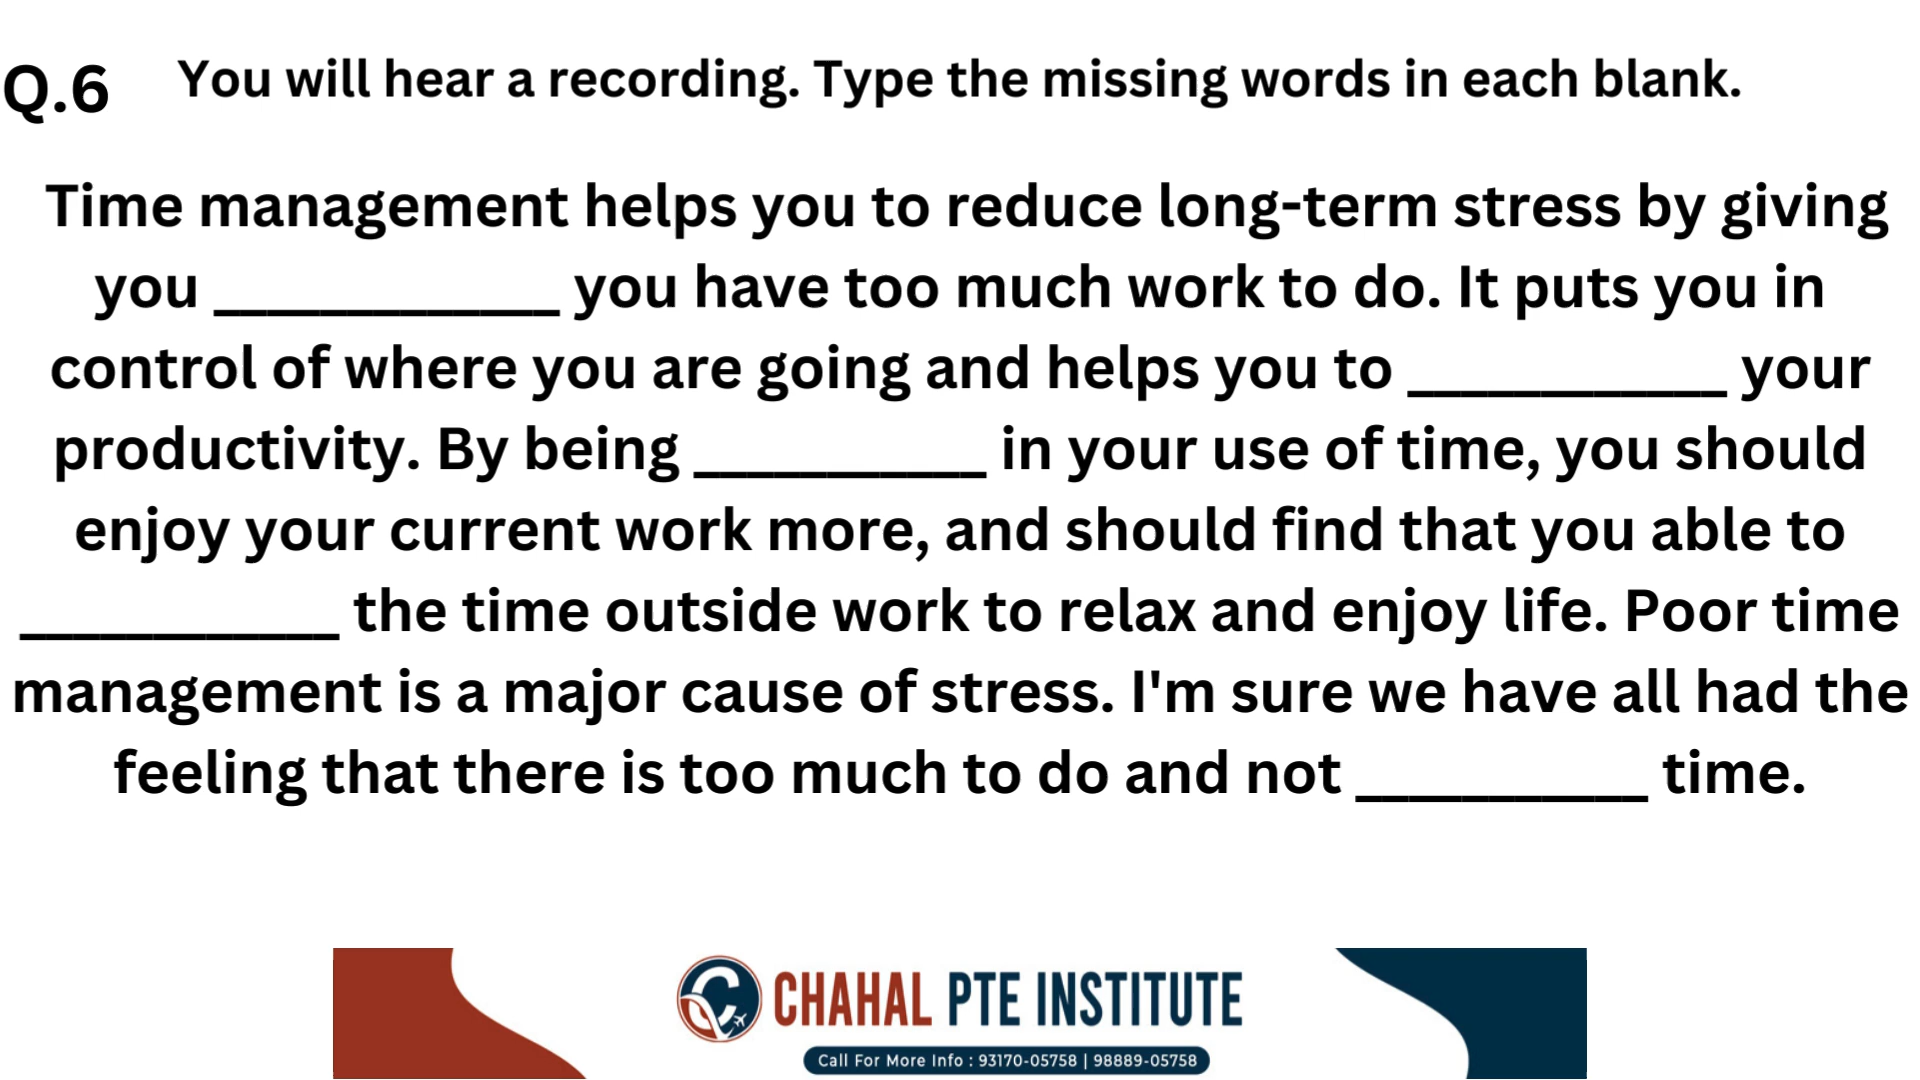 Q.6 You will hear a recording. Type the missing words in each blank.
Time management helps you to reduce long-term stress by giving
you ____________ you have too much work to do. It puts you in
control of where you are going and helps you to ___________ your
productivity. By being __________ in your use of time, you should
enjoy your current work more, and should find that you able to
___________ the time outside work to relax and enjoy life. Poor time
management is a major cause of stress. I'm sure we have all had the
feeling that there is too much to do and not __________ time.
CHAHAL PTE INSTITUTE
Call For More Info : 93170-05758 | 98889-05758